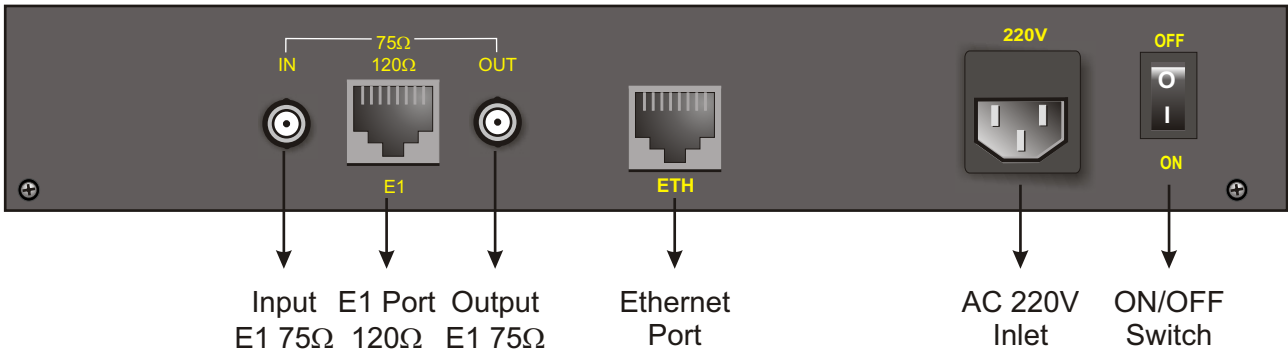 75Ω
IN 120Ω OUT
E1
ETH
220V
OFF
O
I
ON
Input
E1 75Ω
E1 Port
120Ω
Output
E1 75Ω
Ethernet
Port
AC 220V
Inlet
ON/OFF
Switch